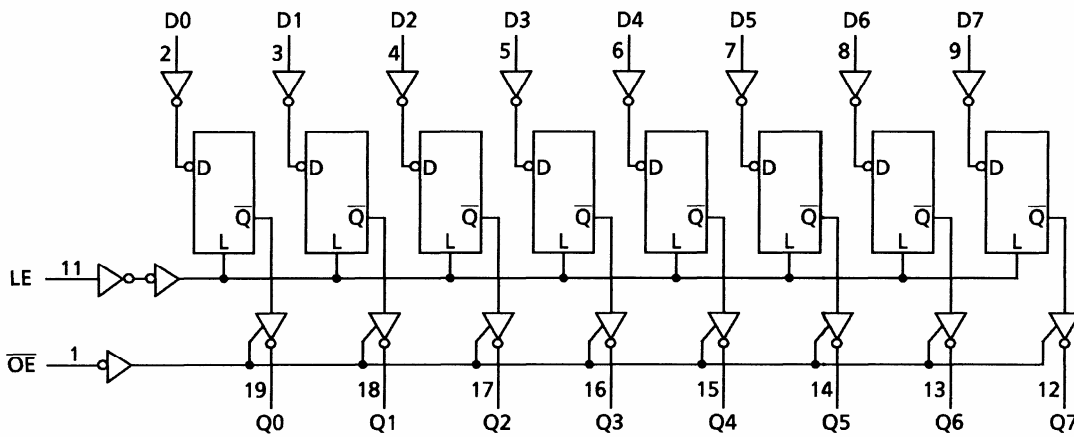 D0 D1 D2 D3 D4 D5 D6 D7
2 3 4 5 6 7 8 9
D D D D D D D D
Q̅ Q̅ Q̅ Q̅ Q̅ Q̅ Q̅ Q̅
L L L L L L L L
LE 11
O̅E̅ 1
19 18 17 16 15 14 13 12
Q0 Q1 Q2 Q3 Q4 Q5 Q6 Q7